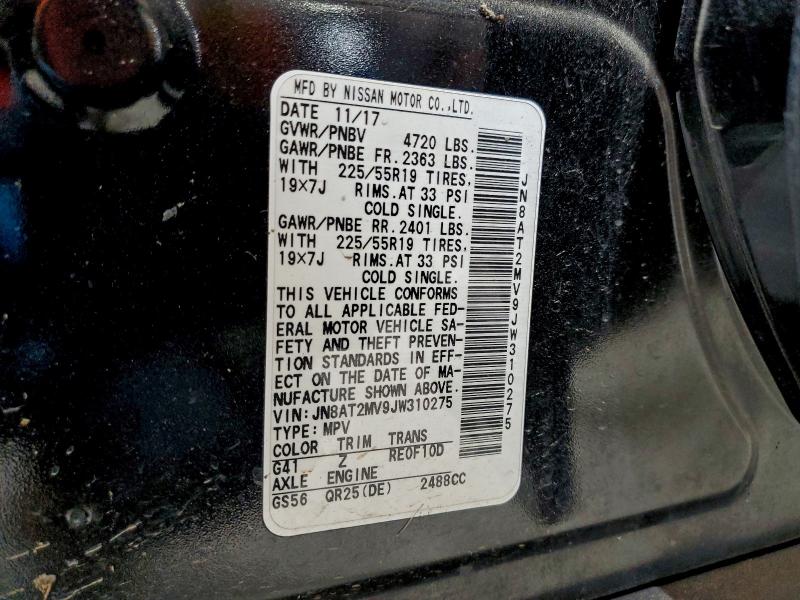 MFD BY NISSAN MOTOR CO.,LTD.
DATE 11/17
GVWR/PNBV 4720 LBS.
GAWR/PNBE FR. 2363 LBS.
WITH 225/55R19 TIRES,
19×7J RIMS. AT 33 PSI
COLD SINGLE.
GAWR/PNBE RR. 2401 LBS.
WITH 225/55R19 TIRES,
19×7J RIMS. AT 33 PSI
COLD SINGLE.
THIS VEHICLE CONFORMS
TO ALL APPLICABLE FED-
ERAL MOTOR VEHICLE SA-
FETY AND THEFT PREVEN-
TION STANDARDS IN EFF-
ECT ON THE DATE OF MA-
NUFACTURE SHOWN ABOVE.
VIN: JN8AT2MV9JW310275
TYPE: MPV
COLOR TRIM TRANS
G41 Z RE0F10D
AXLE ENGINE
GS56 QR25(DE) 2488CC
JN8AT2MV9JW310275